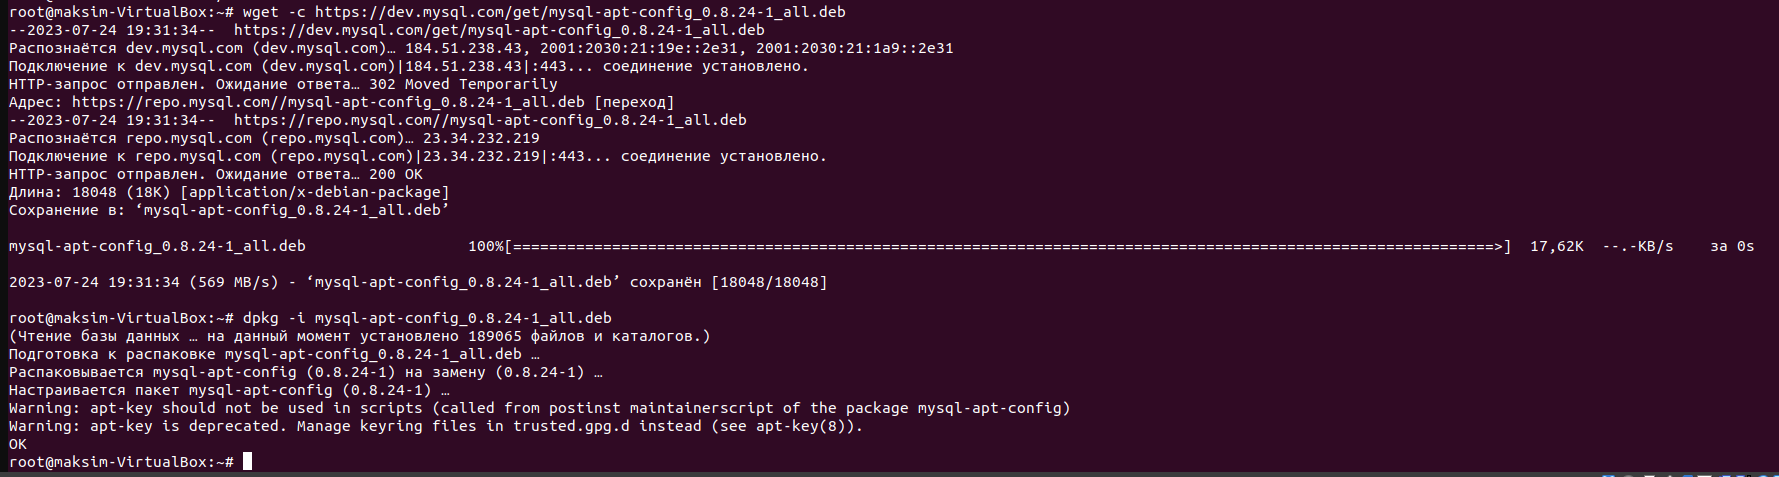 root@maksim-VirtualBox:~# wget -c https://dev.mysql.com/get/mysql-apt-config_0.8.24-1_all.deb
--2023-07-24 19:31:34--  https://dev.mysql.com/get/mysql-apt-config_0.8.24-1_all.deb
Распознаётся dev.mysql.com (dev.mysql.com)… 184.51.238.43, 2001:2030:21:19e::2e31, 2001:2030:21:1a9::2e31
Подключение к dev.mysql.com (dev.mysql.com)|184.51.238.43|:443... соединение установлено.
HTTP-запрос отправлен. Ожидание ответа… 302 Moved Temporarily
Адрес: https://repo.mysql.com//mysql-apt-config_0.8.24-1_all.deb [переход]
--2023-07-24 19:31:34--  https://repo.mysql.com//mysql-apt-config_0.8.24-1_all.deb
Распознаётся repo.mysql.com (repo.mysql.com)… 23.34.232.219
Подключение к repo.mysql.com (repo.mysql.com)|23.34.232.219|:443... соединение установлено.
HTTP-запрос отправлен. Ожидание ответа… 200 OK
Длина: 18048 (18K) [application/x-debian-package]
Сохранение в: ‘mysql-apt-config_0.8.24-1_all.deb’
mysql-apt-config_0.8.24-1_all.deb                  100%[=============================================================================================================>]  17,62K  --.-KB/s    за 0s
2023-07-24 19:31:34 (569 MB/s) - ‘mysql-apt-config_0.8.24-1_all.deb’ сохранён [18048/18048]
root@maksim-VirtualBox:~# dpkg -i mysql-apt-config_0.8.24-1_all.deb
(Чтение базы данных … на данный момент установлено 189065 файлов и каталогов.)
Подготовка к распаковке mysql-apt-config_0.8.24-1_all.deb …
Распаковывается mysql-apt-config (0.8.24-1) на замену (0.8.24-1) …
Настраивается пакет mysql-apt-config (0.8.24-1) …
Warning: apt-key should not be used in scripts (called from postinst maintainerscript of the package mysql-apt-config)
Warning: apt-key is deprecated. Manage keyring files in trusted.gpg.d instead (see apt-key(8)).
OK
root@maksim-VirtualBox:~#